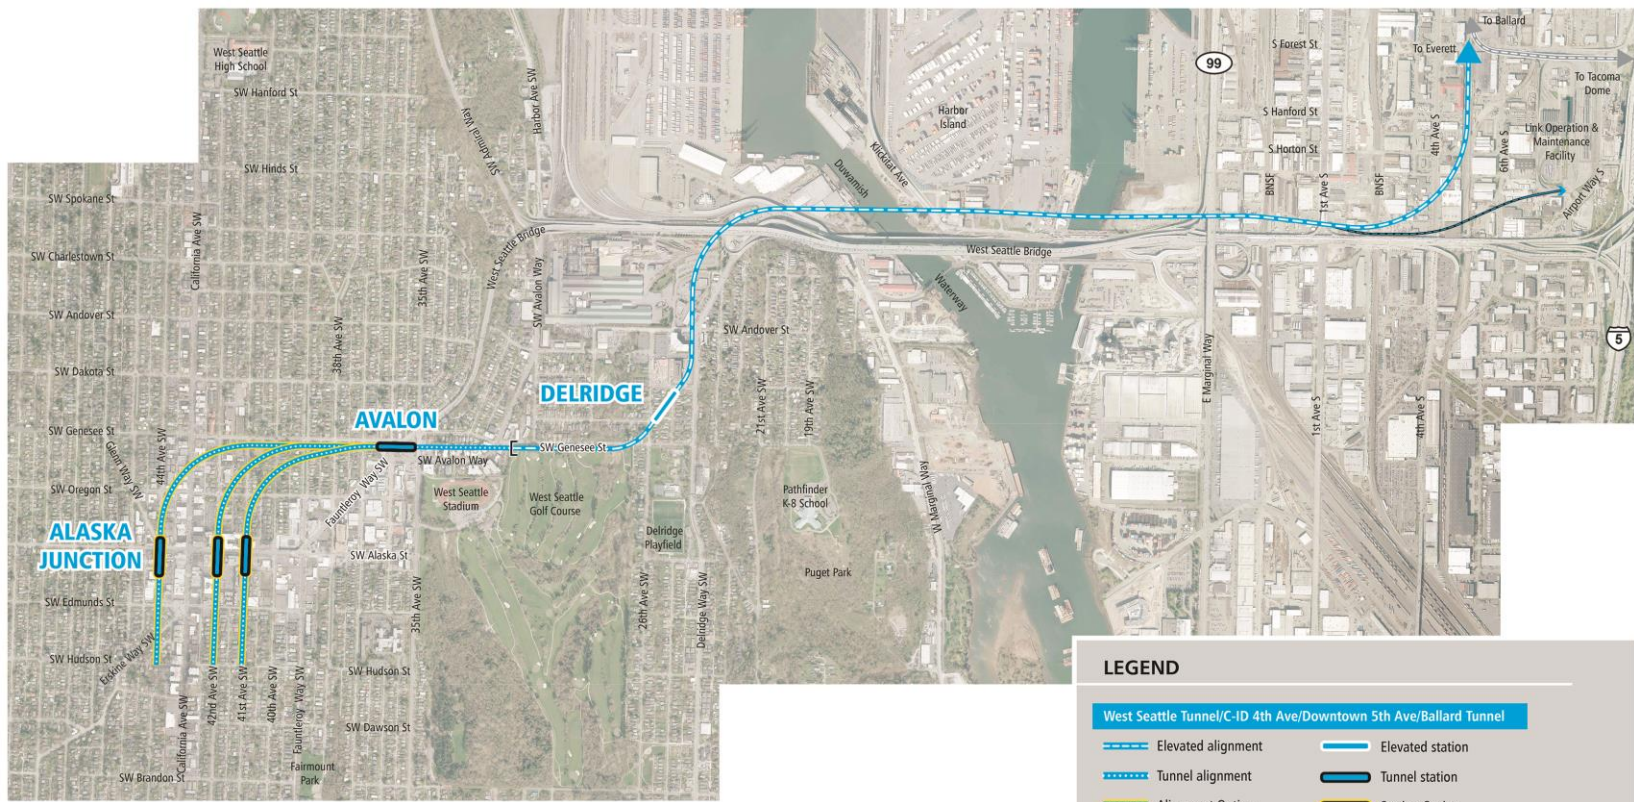 To Ballard
S Forest St
To Everett
West Seattle
High School
99
To Tacoma
Dome
SW Hanford St
Harbor Ave SW
SW Admiral Way
Harbor
Island
S Hanford St
4th Ave S
6th Ave S
Link Operation &
Maintenance
Facility
S Horton St
Klickitat Ave
Duwamish
SW Hinds St
BNSF
1st Ave S
BNSF
Airport Way S
SW Spokane St
California Ave SW
West Seattle Bridge
West Seattle Bridge
SW Charlestown St
35th Ave SW
SW Avalon Way
Waterway
SW Andover St
38th Ave SW
SW Andover St
E Marginal Way
5
SW Dakota St
DELRIDGE
21st Ave SW
19th Ave SW
1st Ave S
4th Ave S
AVALON
SW Genesee St
Glenn Way SW
44th Ave SW
SW Genesee St
SW Avalon Way
Fauntleroy Way SW
SW Oregon St
West Seattle
Stadium
West Seattle
Golf Course
Pathfinder
K-8 School
W Marginal Way
ALASKA
JUNCTION
Delridge
Playfield
SW Alaska St
Puget Park
SW Edmunds St
35th Ave SW
26th Ave SW
Delridge Way SW
SW Hudson St
Erskine Way SW
SW Hudson St
California Ave SW
42nd Ave SW
41st Ave SW
40th Ave SW
Fauntleroy Way SW
SW Dawson St
SW Brandon St
Fairmount
Park
LEGEND
West Seattle Tunnel/C-ID 4th Ave/Downtown 5th Ave/Ballard Tunnel
Elevated alignment
Elevated station
Tunnel alignment
Tunnel station